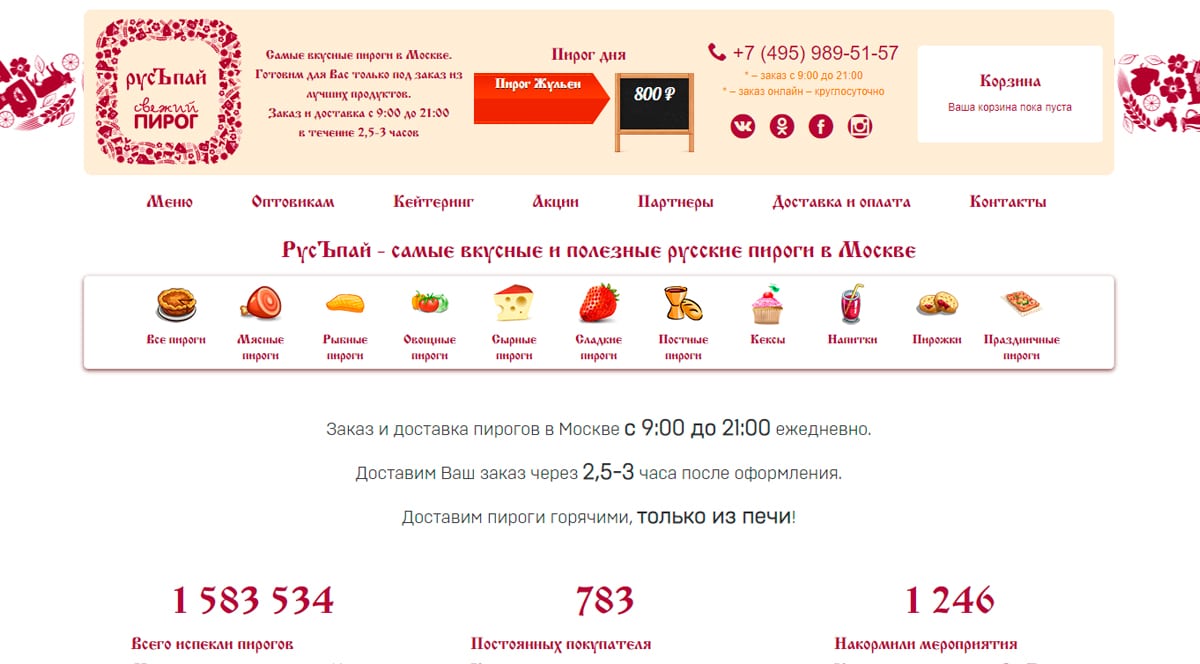 русЪпай
свежий
ПИРОГ
Самые вкусные пироги в Москве.
Готовим для Вас только под заказ из
лучших продуктов.
Заказ и доставка с 9:00 до 21:00
в течение 2,5-3 часов
Пирог дня
Пирог Жульен
800 ₽
+7 (495) 989-51-57
* – заказ с 9:00 до 21:00
* – заказ онлайн – круглосуточно
Корзина
Ваша корзина пока пуста
Меню Оптовикам Кейтеринг Акции Партнеры Доставка и оплата Контакты
РусЪпай - самые вкусные и полезные русские пироги в Москве
Все пироги Мясные пироги Рыбные пироги Овощные пироги Сырные пироги Сладкие пироги Постные пироги Кексы Напитки Пирожки Праздничные пироги
Заказ и доставка пирогов в Москве с 9:00 до 21:00 ежедневно.
Доставим Ваш заказ через 2,5-3 часа после оформления.
Доставим пироги горячими, только из печи!
1 583 534 783 1 246
Всего испекли пирогов Постоянных покупателя Накормили мероприятия